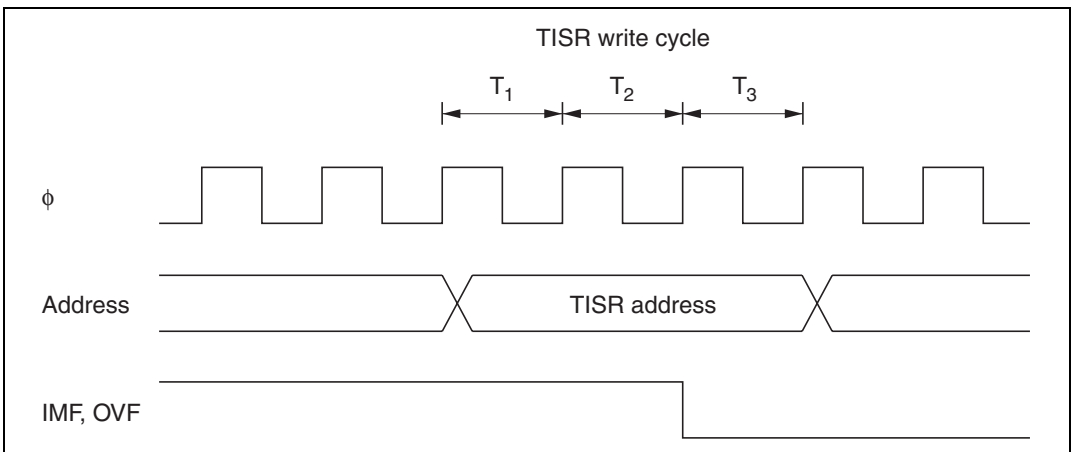 TISR write cycle
T1 T2 T3
φ
Address TISR address
IMF, OVF